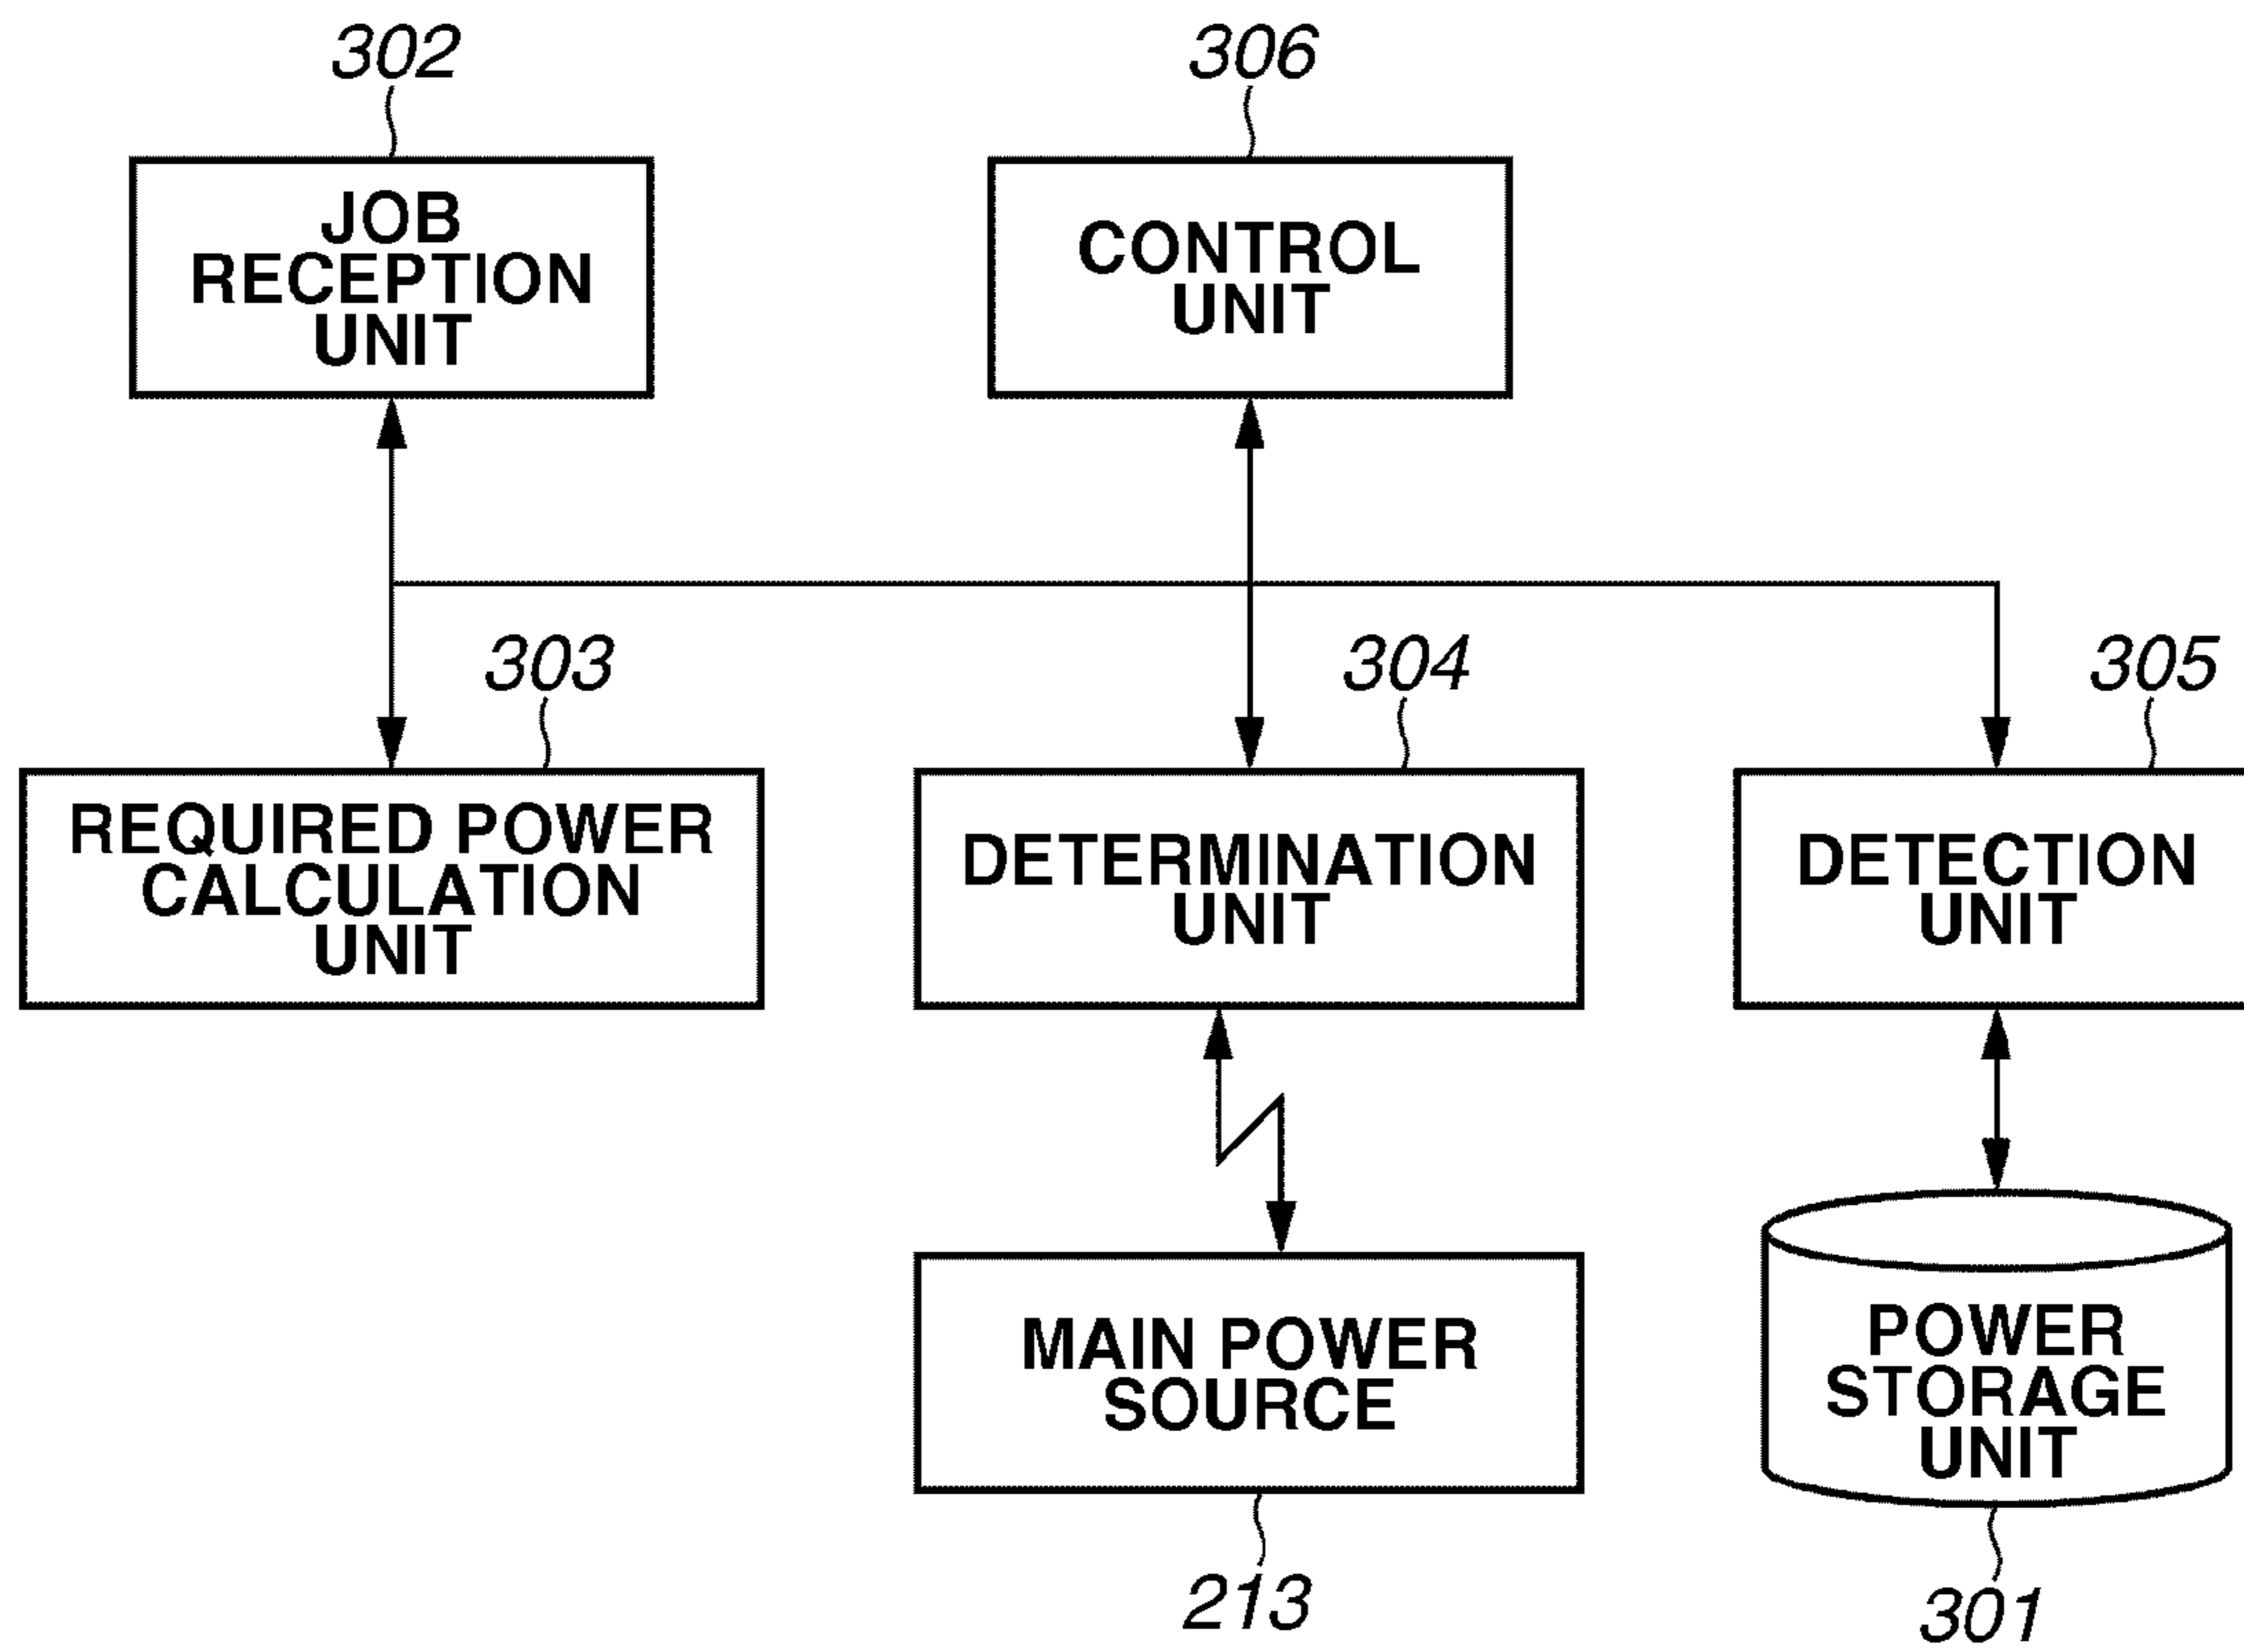 302
306
JOB
RECEPTION
UNIT
CONTROL
UNIT
303
304
305
REQUIRED POWER
CALCULATION
UNIT
DETERMINATION
UNIT
DETECTION
UNIT
MAIN POWER
SOURCE
POWER
STORAGE
UNIT
213
301